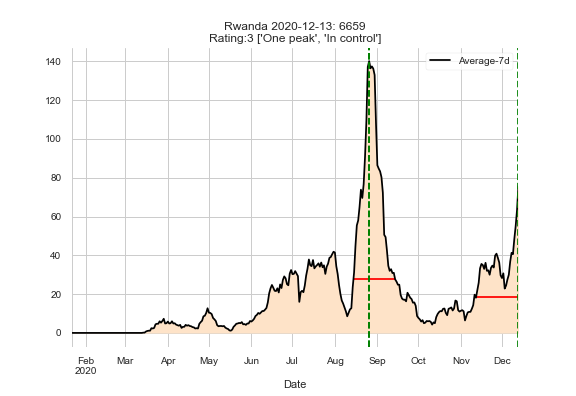 Rwanda 2020-12-13: 6659
Rating:3 ['One peak', 'In control']
Average-7d
140
120
100
80
60
40
20
0
Feb Mar Apr May Jun Jul Aug Sep Oct Nov Dec
2020
Date